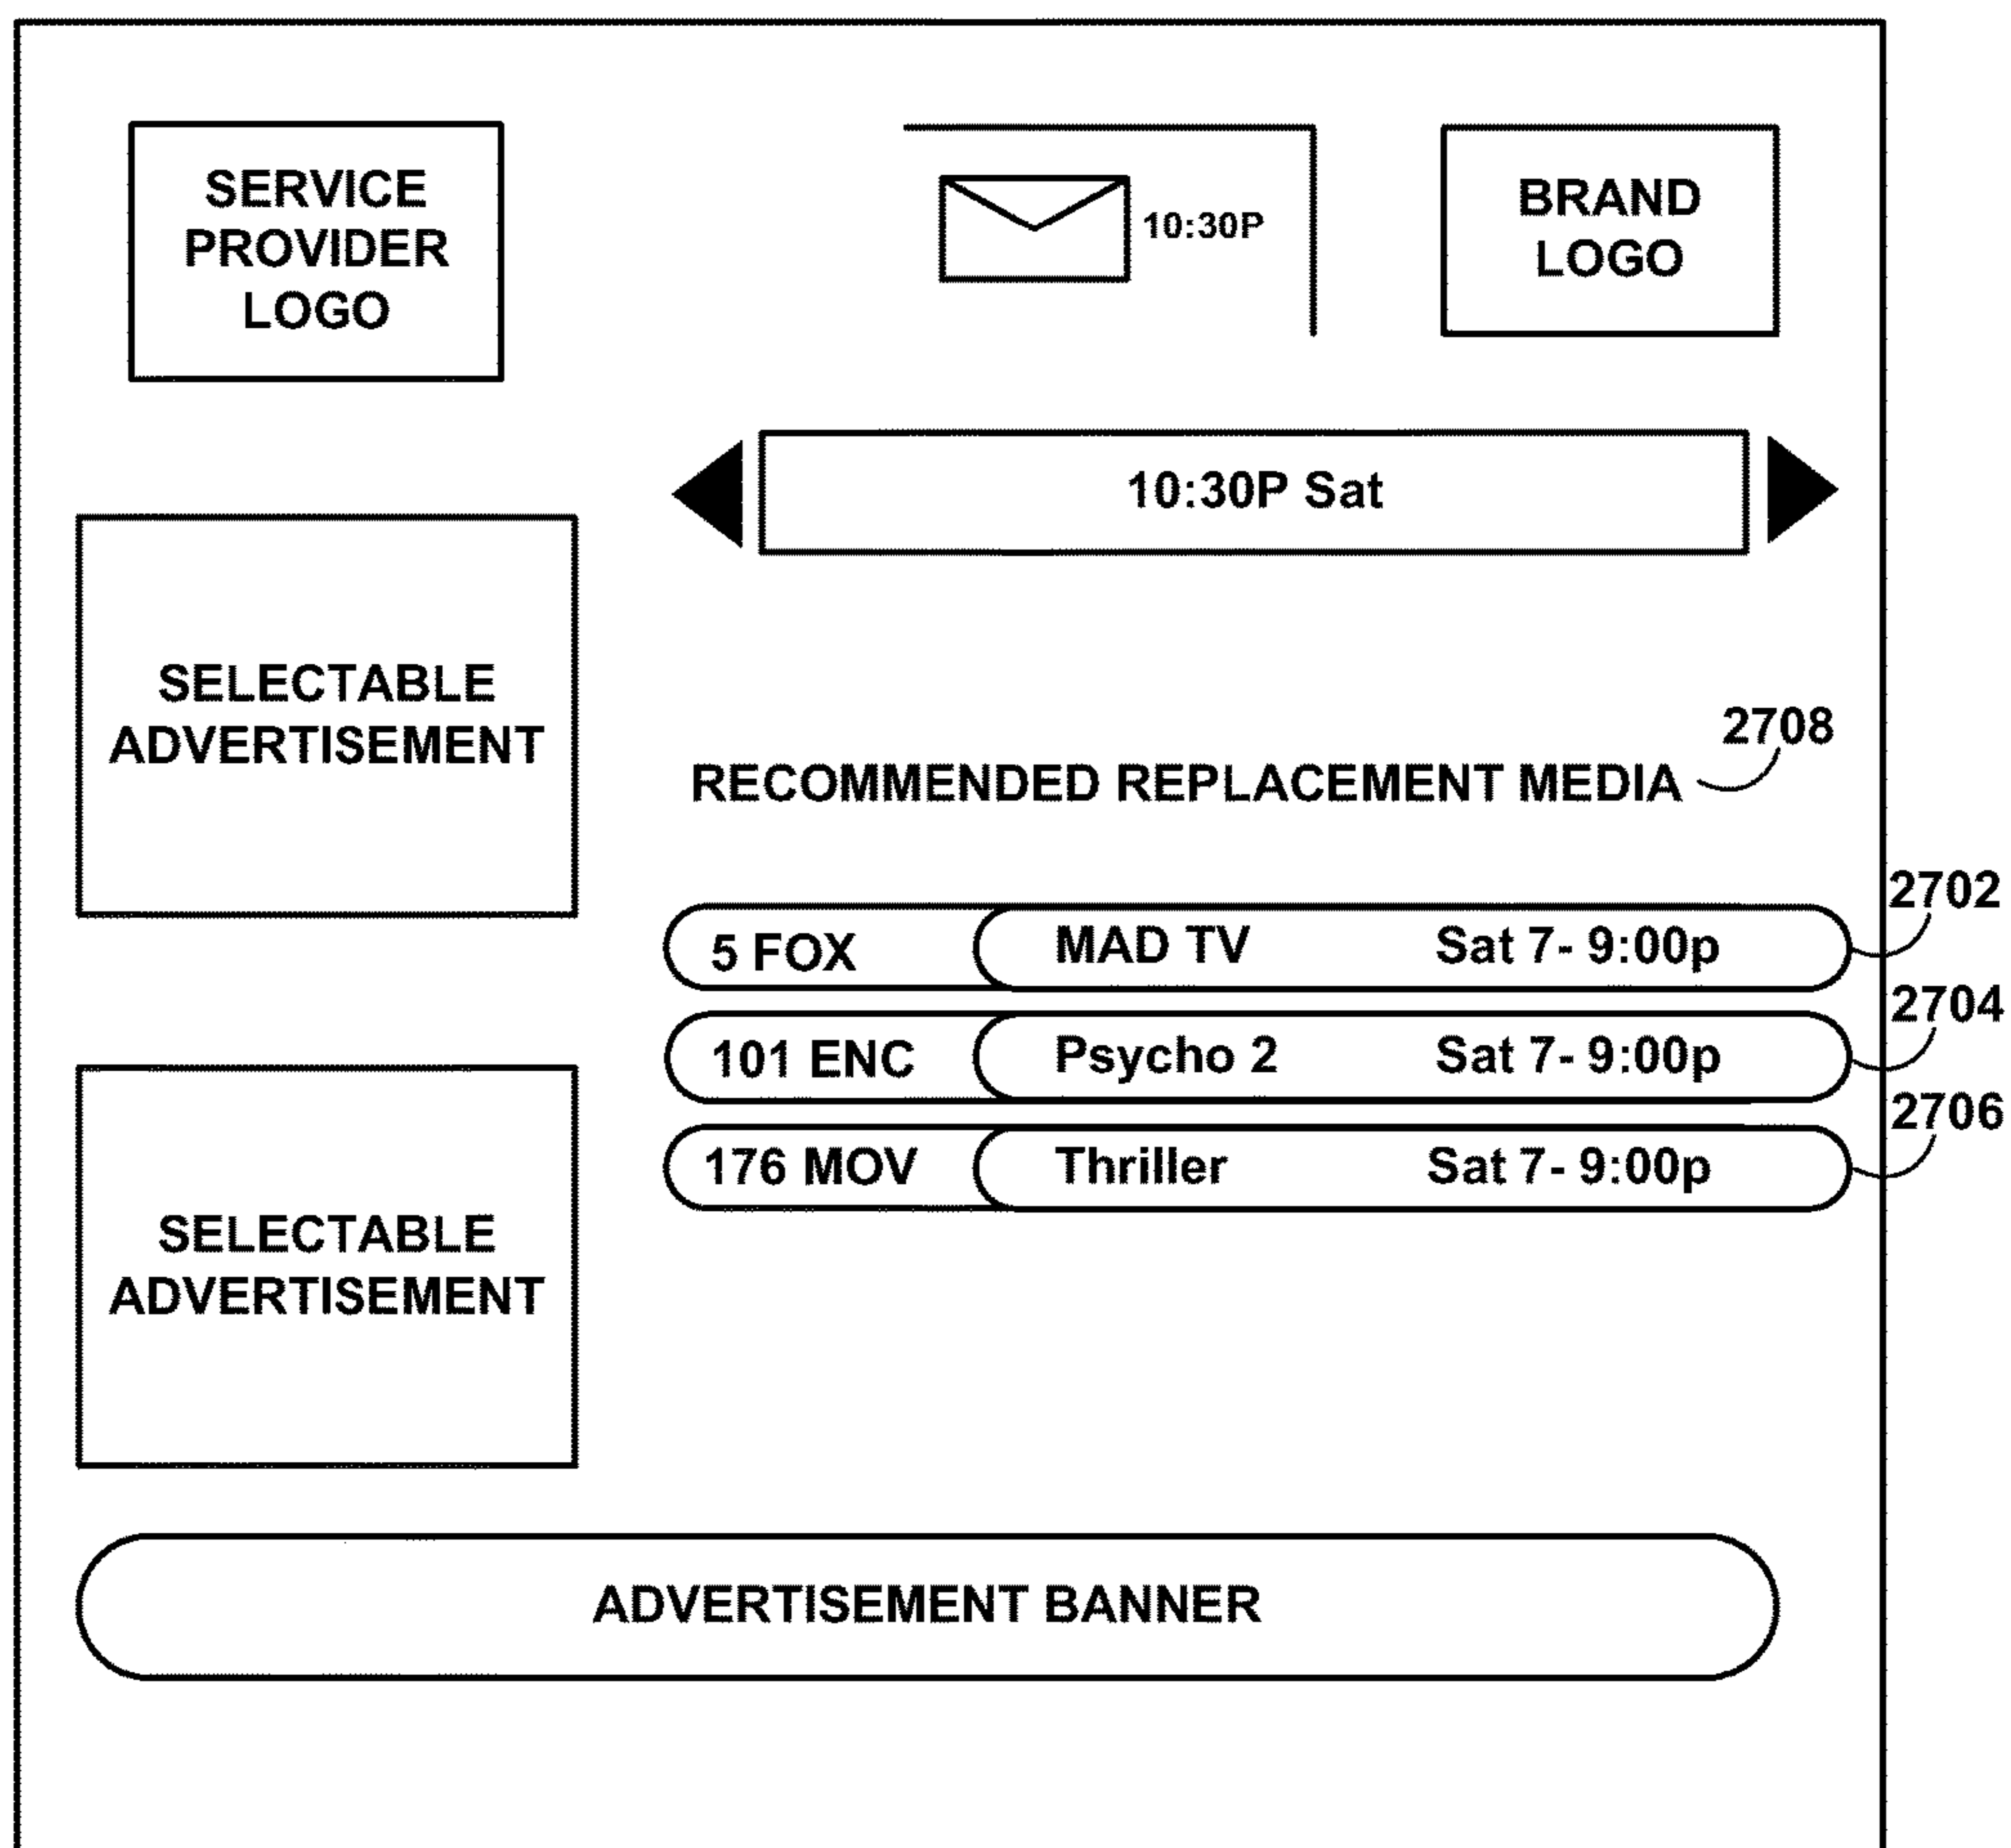 SERVICE
PROVIDER
LOGO
10:30P
BRAND
LOGO
10:30P Sat
SELECTABLE
ADVERTISEMENT
2708
RECOMMENDED REPLACEMENT MEDIA
2702
5 FOX MAD TV Sat 7- 9:00p
2704
101 ENC Psycho 2 Sat 7- 9:00p
2706
176 MOV Thriller Sat 7- 9:00p
SELECTABLE
ADVERTISEMENT
ADVERTISEMENT BANNER